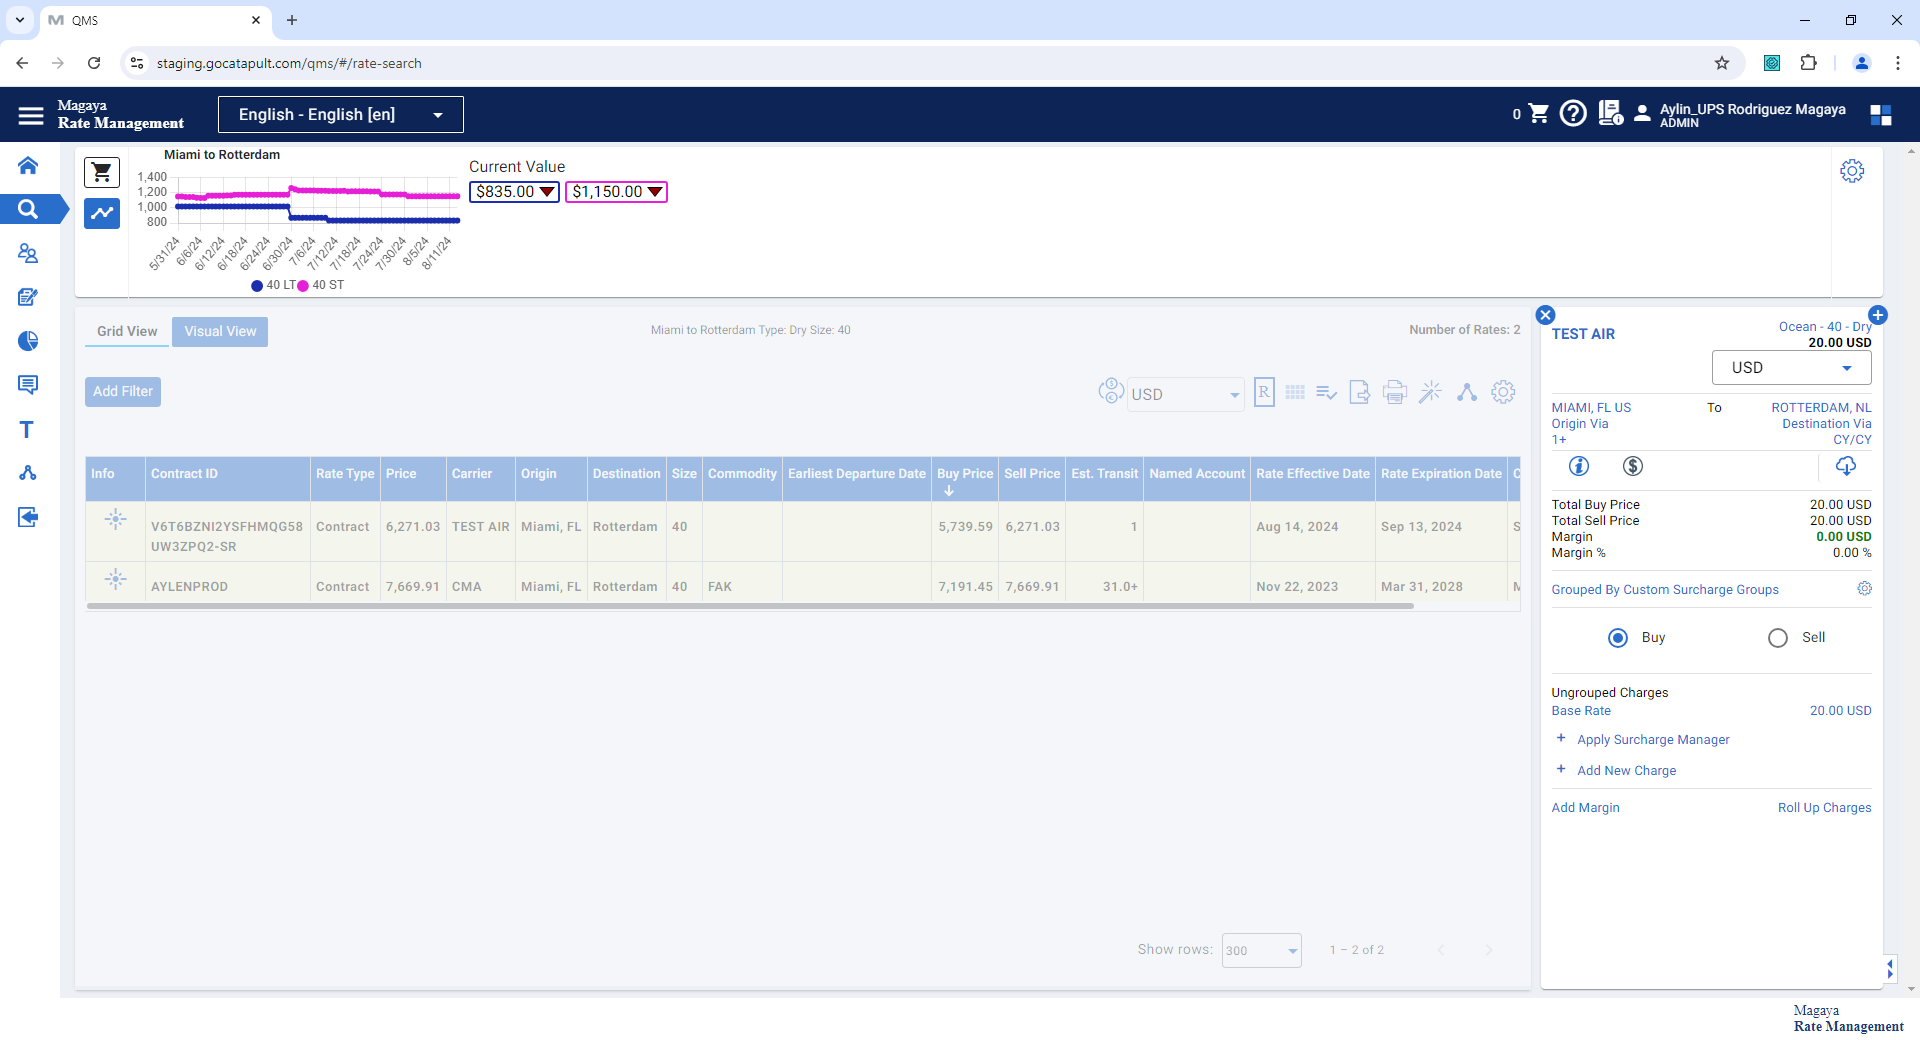 QMS
staging.gocatapult.com/qms/#/rate-search
Magaya
Rate Management
English - English [en]
0
Aylin_UPS Rodriguez Magaya
ADMIN
Miami to Rotterdam
1,400
1,200
1,000
800
5/31/24
6/6/24
6/12/24
6/18/24
6/24/24
6/30/24
7/6/24
7/12/24
7/18/24
7/24/24
7/30/24
8/5/24
8/11/24
40 LT
40 ST
Current Value
$835.00
$1,150.00
Grid View
Visual View
Miami to Rotterdam Type: Dry Size: 40
Number of Rates: 2
Add Filter
USD
R
Info Contract ID Rate Type Price Carrier Origin Destination Size Commodity Earliest Departure Date Buy Price Sell Price Est. Transit Named Account Rate Effective Date Rate Expiration Date C
V6T6BZNI2YSFHMQG58 Contract 6,271.03 TEST AIR Miami, FL Rotterdam 40 5,739.59 6,271.03 1 Aug 14, 2024 Sep 13, 2024 S
UW3ZPQ2-SR
AYLENPROD Contract 7,669.91 CMA Miami, FL Rotterdam 40 FAK 7,191.45 7,669.91 31.0+ Nov 22, 2023 Mar 31, 2028 M
Show rows: 300 1 – 2 of 2
TEST AIR
Ocean - 40 - Dry
20.00 USD
USD
MIAMI, FL US To ROTTERDAM, NL
Origin Via Destination Via
1+ CY/CY
Total Buy Price 20.00 USD
Total Sell Price 20.00 USD
Margin 0.00 USD
Margin % 0.00 %
Grouped By Custom Surcharge Groups
Buy Sell
Ungrouped Charges
Base Rate 20.00 USD
+ Apply Surcharge Manager
+ Add New Charge
Add Margin Roll Up Charges
Magaya
Rate Management